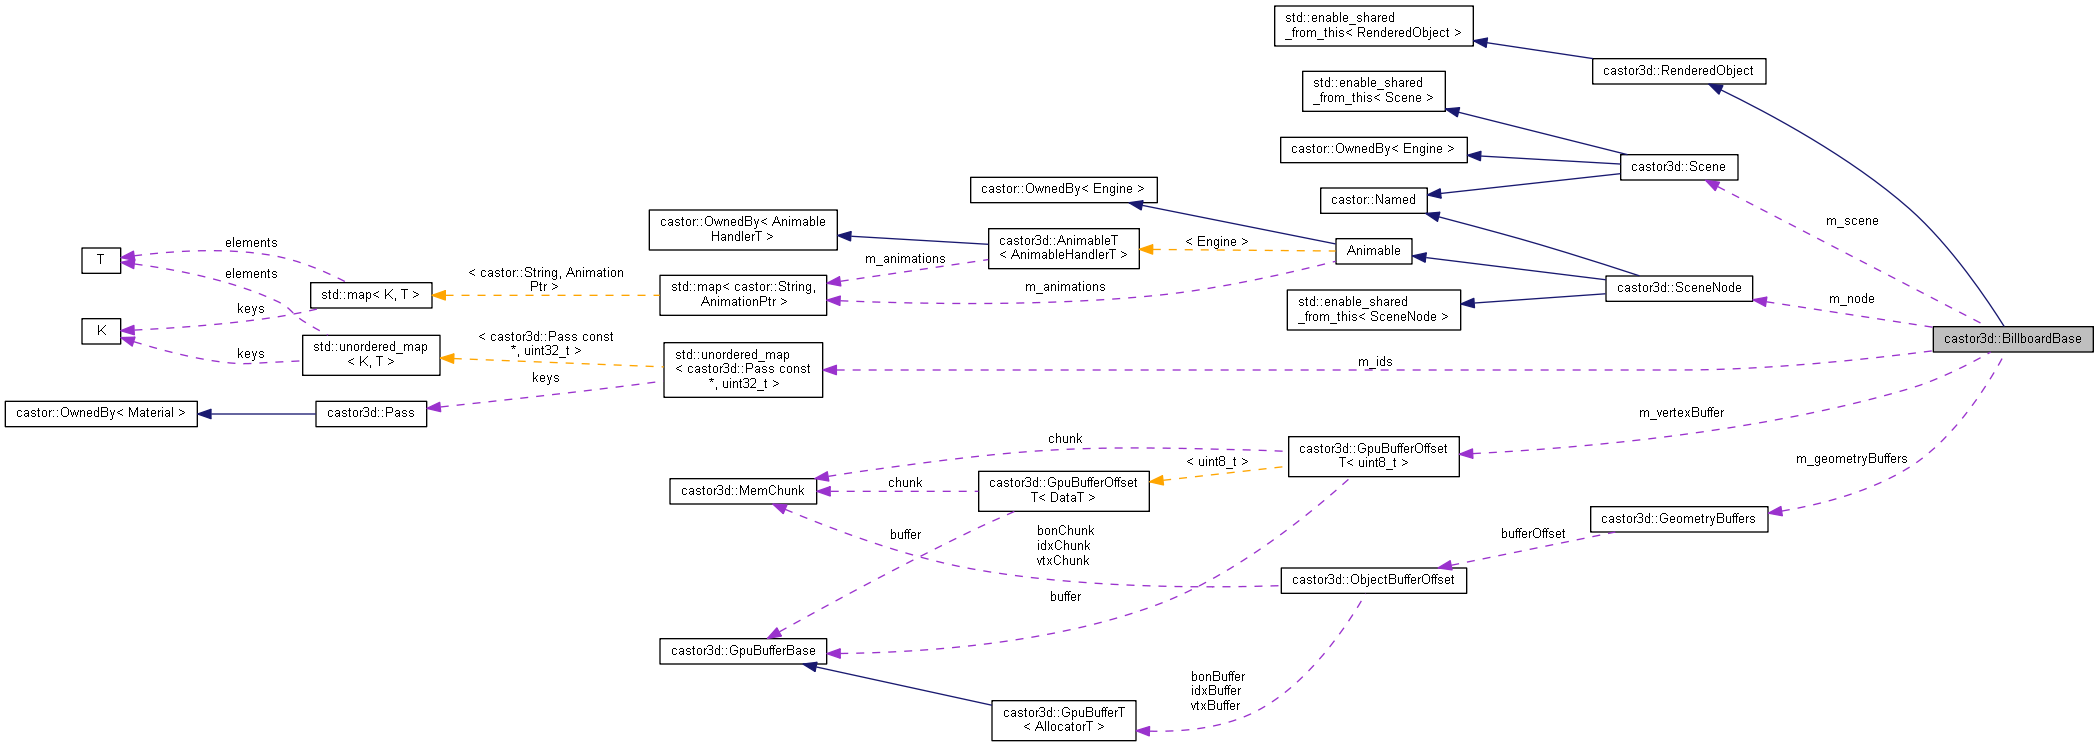 std::enable_shared
_from_this< RenderedObject >
castor3d::RenderedObject
std::enable_shared
_from_this< Scene >
castor::OwnedBy< Engine >
castor3d::Scene
castor::OwnedBy< Engine >
castor::Named
m_scene
castor::OwnedBy< Animable
HandlerT >
castor3d::AnimableT
< AnimableHandlerT >
< Engine >
Animable
elements
T
elements
m_animations
< castor::String, Animation
Ptr >
std::map< castor::String,
AnimationPtr >
m_animations
castor3d::SceneNode
std::map< K, T >
std::enable_shared
_from_this< SceneNode >
m_node
keys
K
castor3d::BillboardBase
std::unordered_map
< K, T >
keys
< castor3d::Pass const
*, uint32_t >
std::unordered_map
< castor3d::Pass const
*, uint32_t >
m_ids
keys
castor::OwnedBy< Material >
castor3d::Pass
m_vertexBuffer
chunk
castor3d::GpuBufferOffset
T< uint8_t >
< uint8_t >
m_geometryBuffers
castor3d::MemChunk
chunk
castor3d::GpuBufferOffset
T< DataT >
castor3d::GeometryBuffers
buffer
bonChunk
idxChunk
vtxChunk
bufferOffset
castor3d::ObjectBufferOffset
buffer
castor3d::GpuBufferBase
bonBuffer
idxBuffer
vtxBuffer
castor3d::GpuBufferT
< AllocatorT >